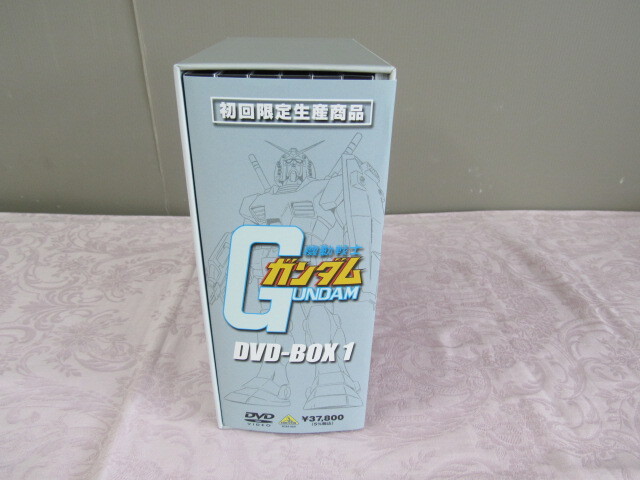 初回限定生産商品
機動戦士
ガンダム
GUNDAM
DVD-BOX 1
DVD
VIDEO
¥37,800